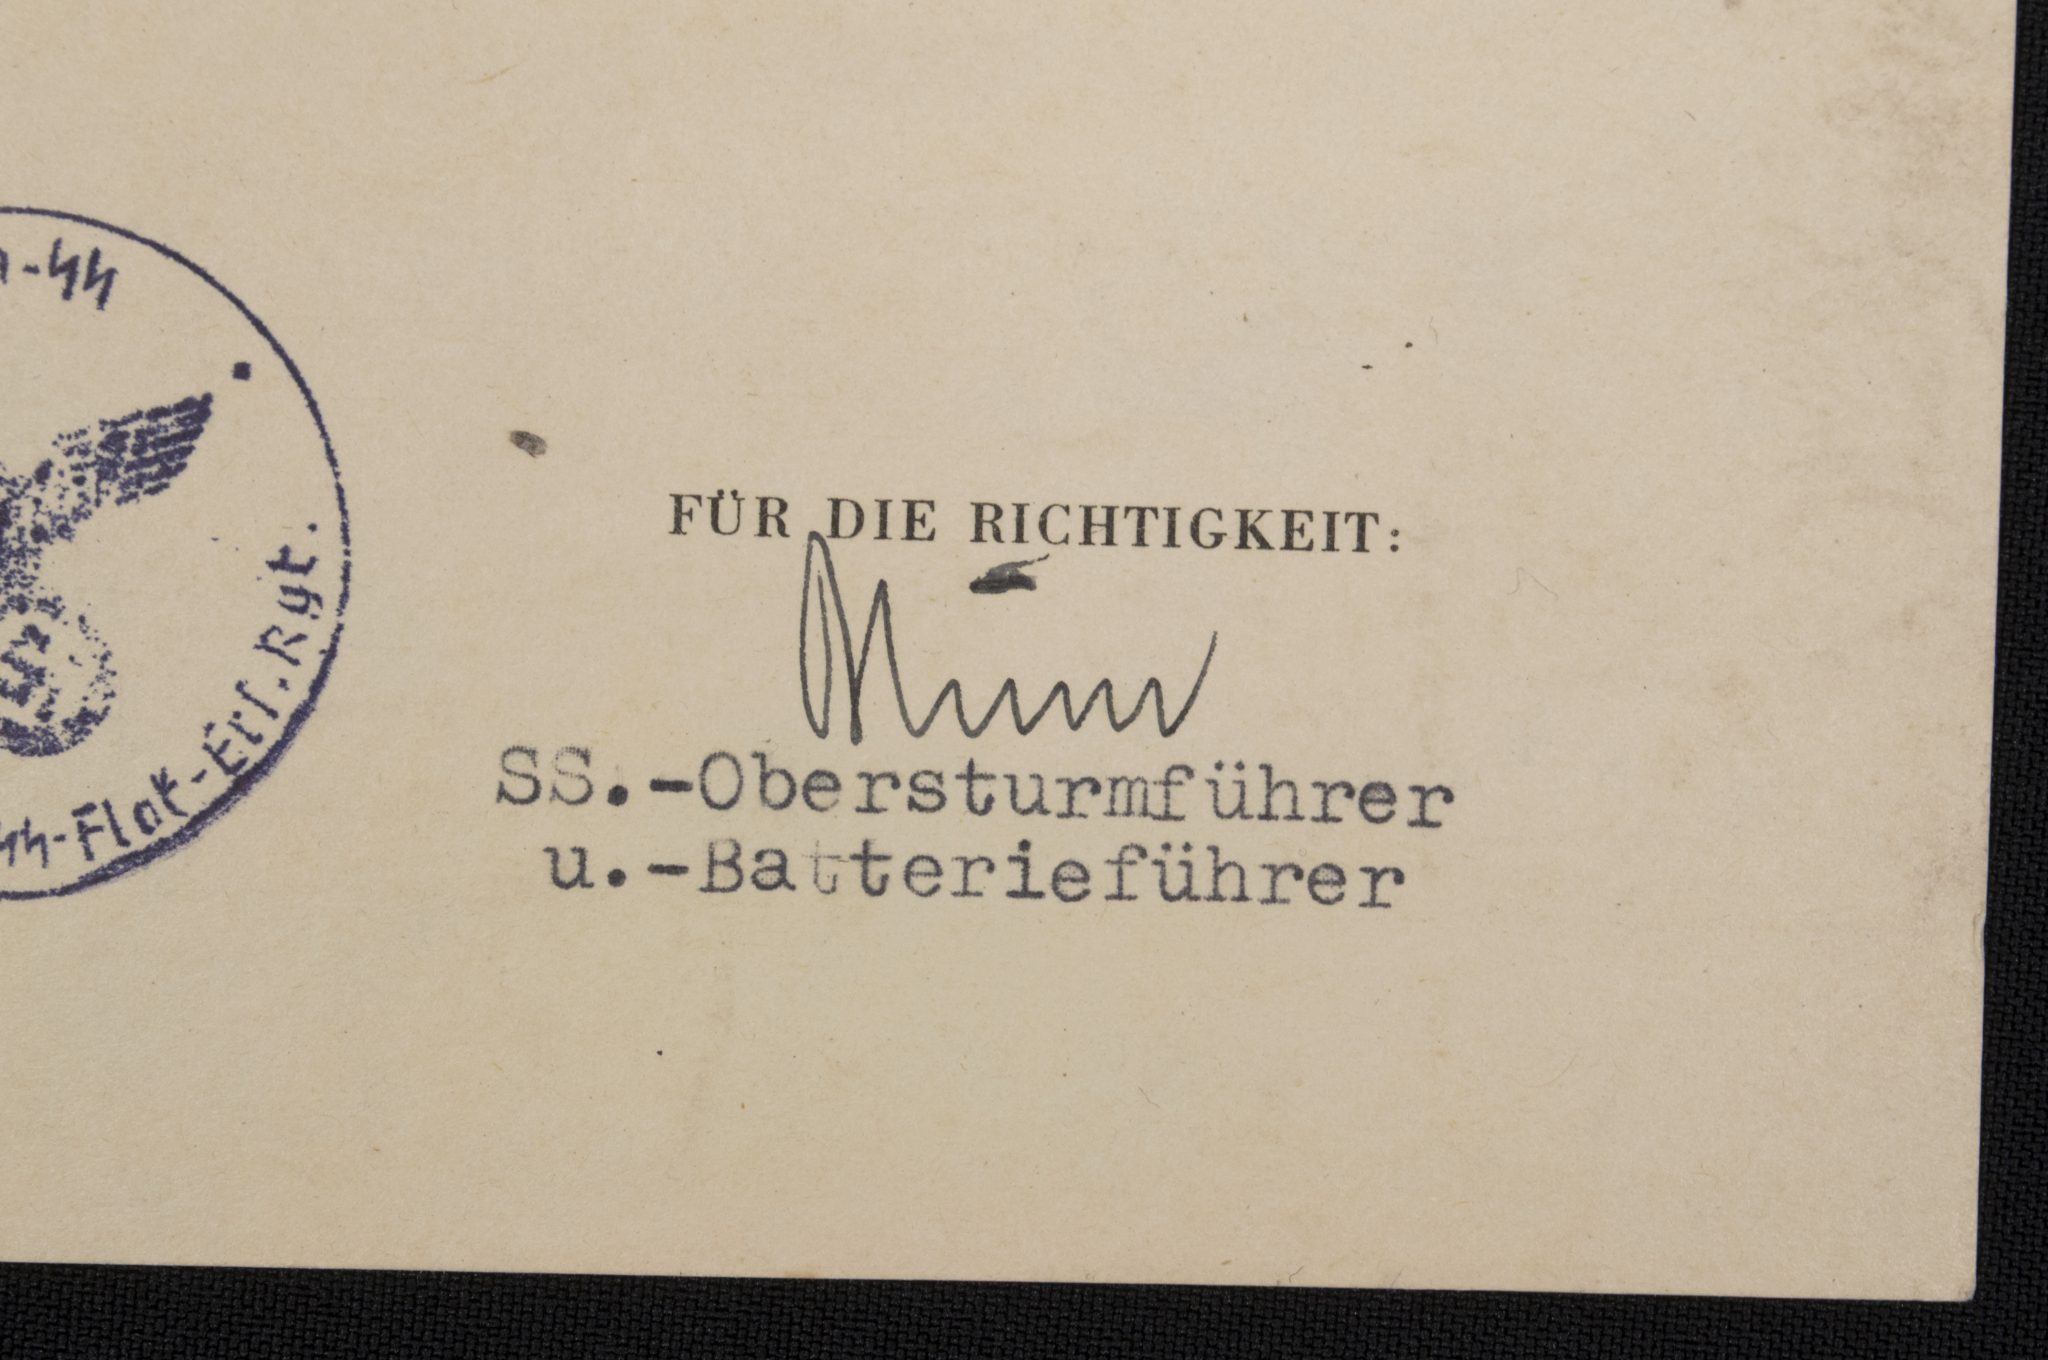 -SS
FÜR DIE RICHTIGKEIT:
SS.-Obersturmführer
u.-Batterieführer
SS-Flak-Ers.Rgt.